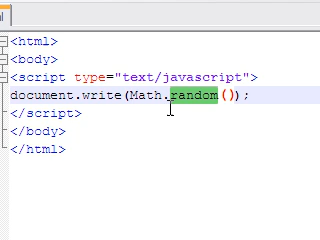 <html>
<body>
<script type="text/javascript">
document.write(Math.random());
</script>
</body>
</html>